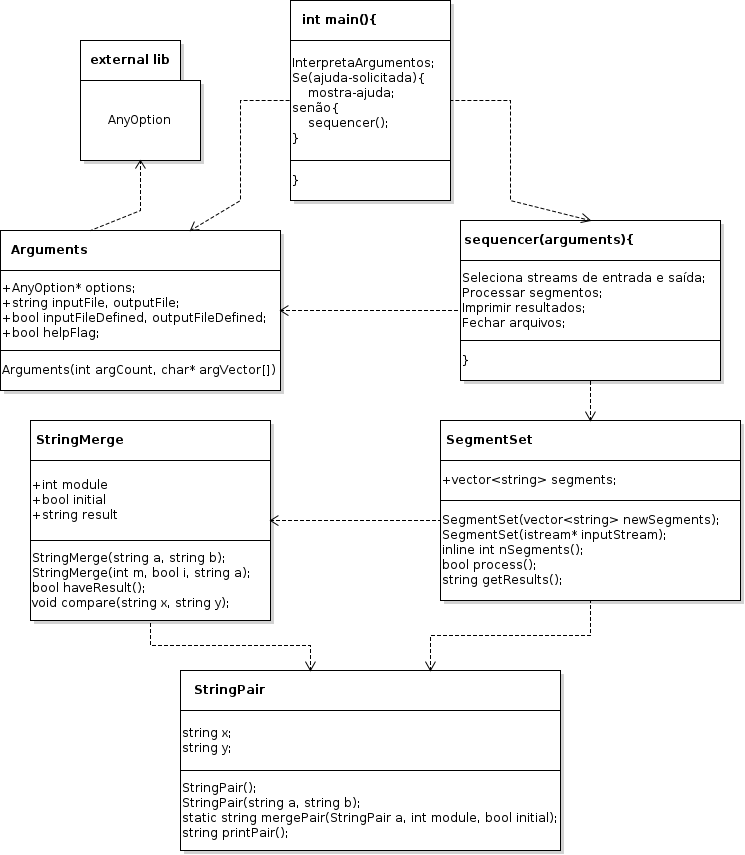 int main(){
InterpretaArgumentos;
Se(ajuda-solicitada){
mostra-ajuda;
senão{
sequencer();
}
}
external lib
AnyOption
Arguments
+AnyOption* options;
+string inputFile, outputFile;
+bool inputFileDefined, outputFileDefined;
+bool helpFlag;
Arguments(int argCount, char* argVector[])
sequencer(arguments){
Seleciona streams de entrada e saída;
Processar segmentos;
Imprimir resultados;
Fechar arquivos;
}
StringMerge
+int module
+bool initial
+string result
StringMerge(string a, string b);
StringMerge(int m, bool i, string a);
bool haveResult();
void compare(string x, string y);
SegmentSet
+vector<string> segments;
SegmentSet(vector<string> newSegments);
SegmentSet(istream* inputStream);
inline int nSegments();
bool process();
string getResults();
StringPair
string x;
string y;
StringPair();
StringPair(string a, string b);
static string mergePair(StringPair a, int module, bool initial);
string printPair();